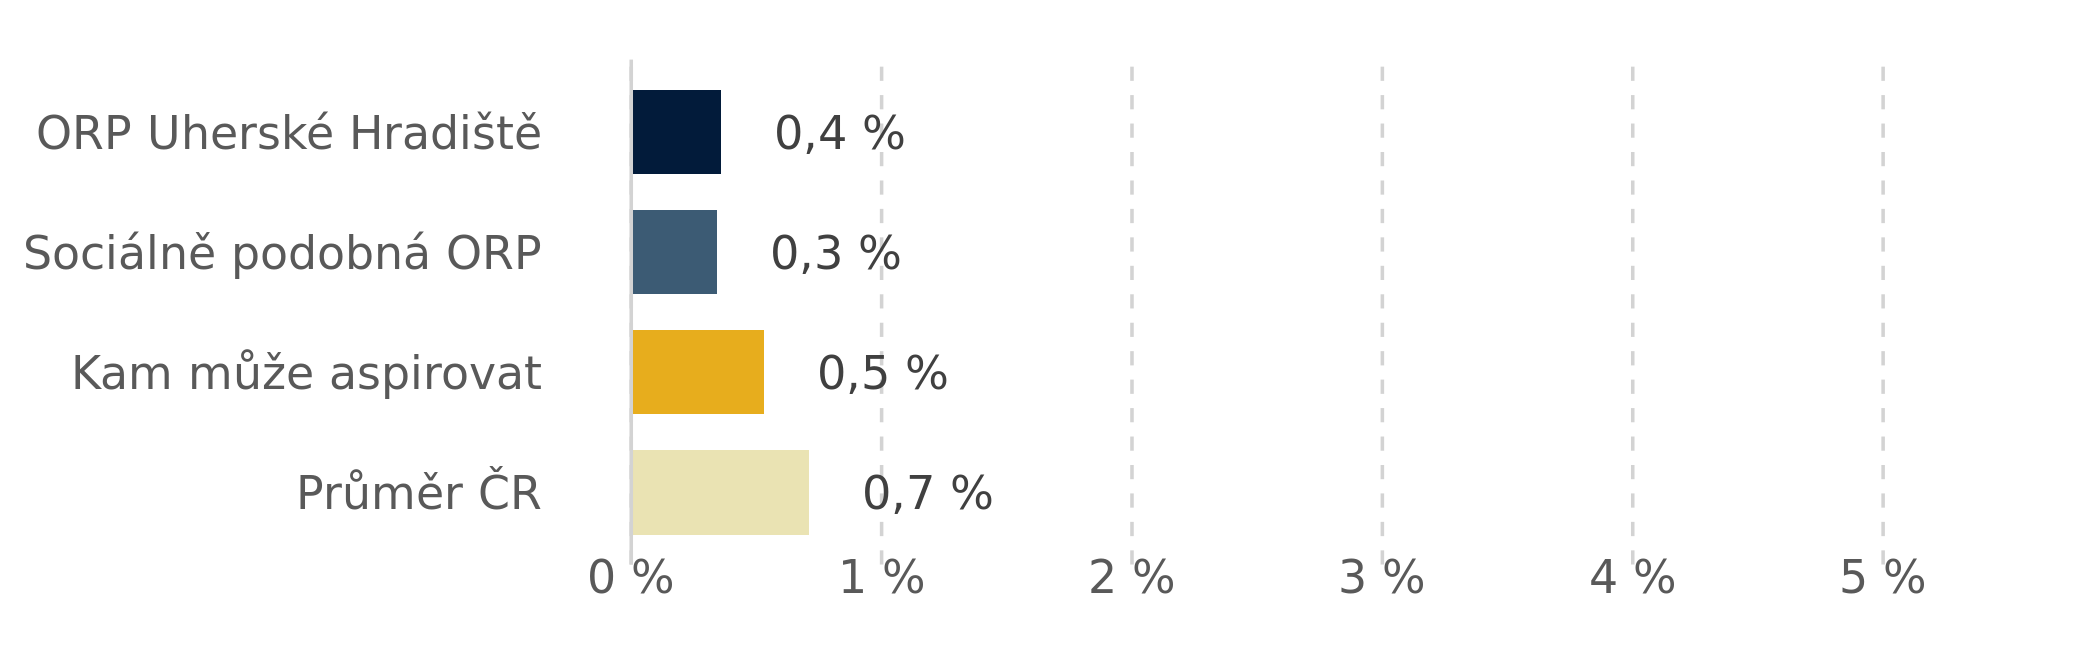 ORP Uherské Hradiště 0,4 %
Sociálně podobná ORP 0,3 %
Kam může aspirovat 0,5 %
Průměr ČR 0,7 %
0 % 1 % 2 % 3 % 4 % 5 %